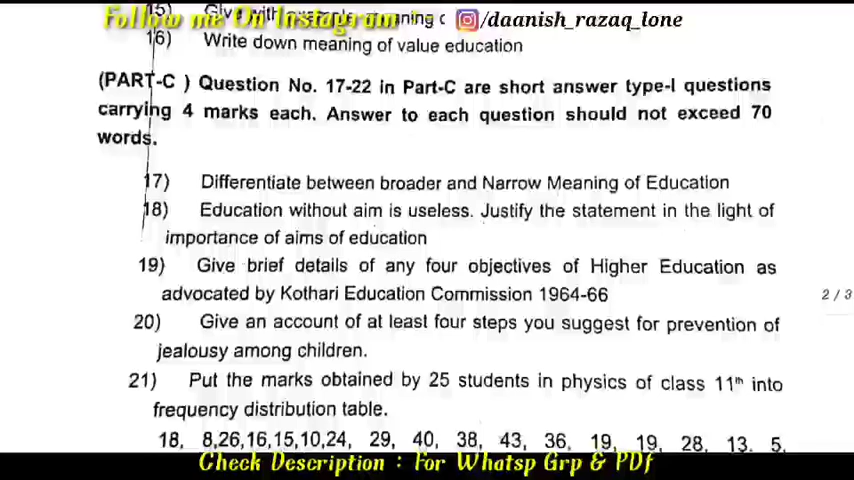 15) Give with
Follow me On Instagram /daanish_razaq_lone
16) Write down meaning of value education
(PART-C ) Question No. 17-22 in Part-C are short answer type-I questions
carrying 4 marks each. Answer to each question should not exceed 70
words.
17) Differentiate between broader and Narrow Meaning of Education
18) Education without aim is useless. Justify the statement in the light of
importance of aims of education
19) Give brief details of any four objectives of Higher Education as
advocated by Kothari Education Commission 1964-66
2 / 3
20) Give an account of at least four steps you suggest for prevention of
jealousy among children.
21) Put the marks obtained by 25 students in physics of class 11th into
frequency distribution table.
18, 8,26,16,15,10,24, 29, 40, 38, 43, 36, 19, 19, 28, 13, 5,
Check Description : For Whatsp Grp & PDf